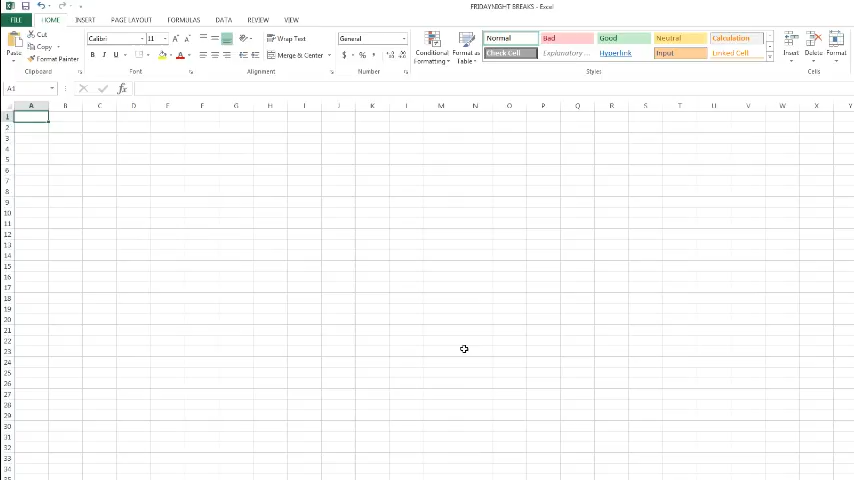 FRIDAYNIGHT BREAKS - Excel
FILE HOME INSERT PAGE LAYOUT FORMULAS DATA REVIEW VIEW
Paste
Cut
Copy
Format Painter
Clipboard
Calibri 11
B I U A
Font
Wrap Text
Merge & Center
Alignment
General
$ %
Number
Conditional Formatting
Format as Table
Normal Bad Good Neutral Calculation
Check Cell Explanatory ... Hyperlink Input Linked Cell
Styles
Insert Delete Format
Cells
A1 fx
A B C D E F G H I J K L M N O P Q R S T U V W X Y
1
2
3
4
5
6
7
8
9
10
11
12
13
14
15
16
17
18
19
20
21
22
23
24
25
26
27
28
29
30
31
32
33
34
35